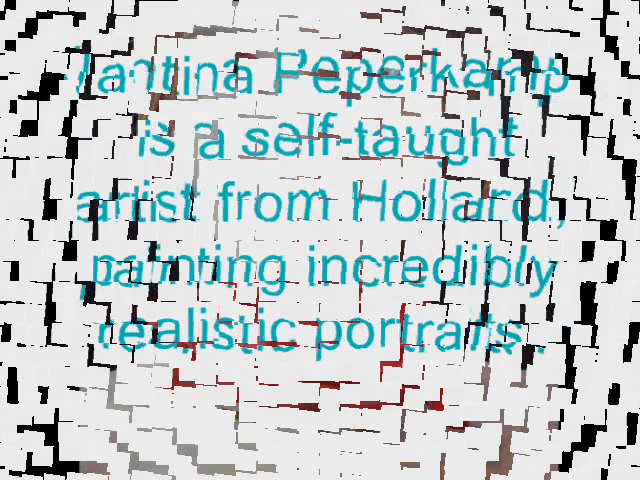 Tjantina Peperkamp
is a self-taught
artist from Holland,
painting incredibly
realistic portraits.